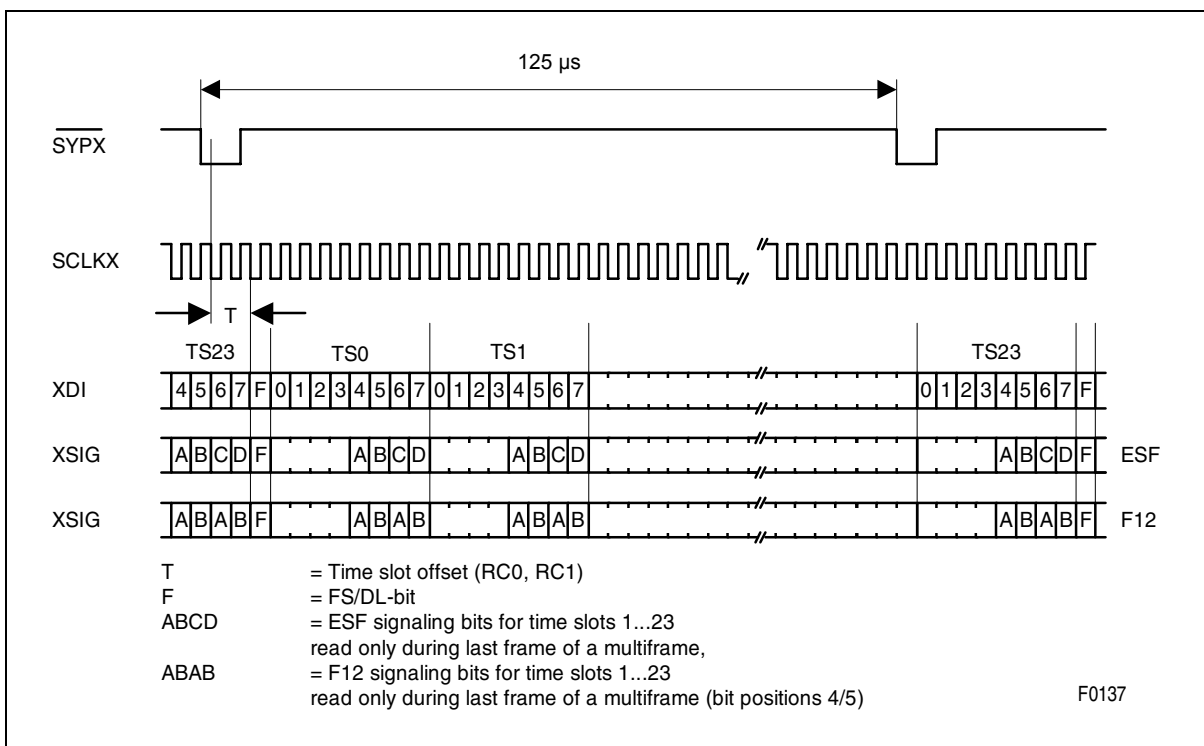 125 µs
SYPX
SCLKX
T
TS23 TS0 TS1 TS23
XDI 4 5 6 7 F 0 1 2 3 4 5 6 7 0 1 2 3 4 5 6 7 0 1 2 3 4 5 6 7 F
XSIG A B C D F A B C D A B C D A B C D F ESF
XSIG A B A B F A B A B A B A B A B A B F F12
T = Time slot offset (RC0, RC1)
F = FS/DL-bit
ABCD = ESF signaling bits for time slots 1...23
read only during last frame of a multiframe,
ABAB = F12 signaling bits for time slots 1...23
read only during last frame of a multiframe (bit positions 4/5)
F0137